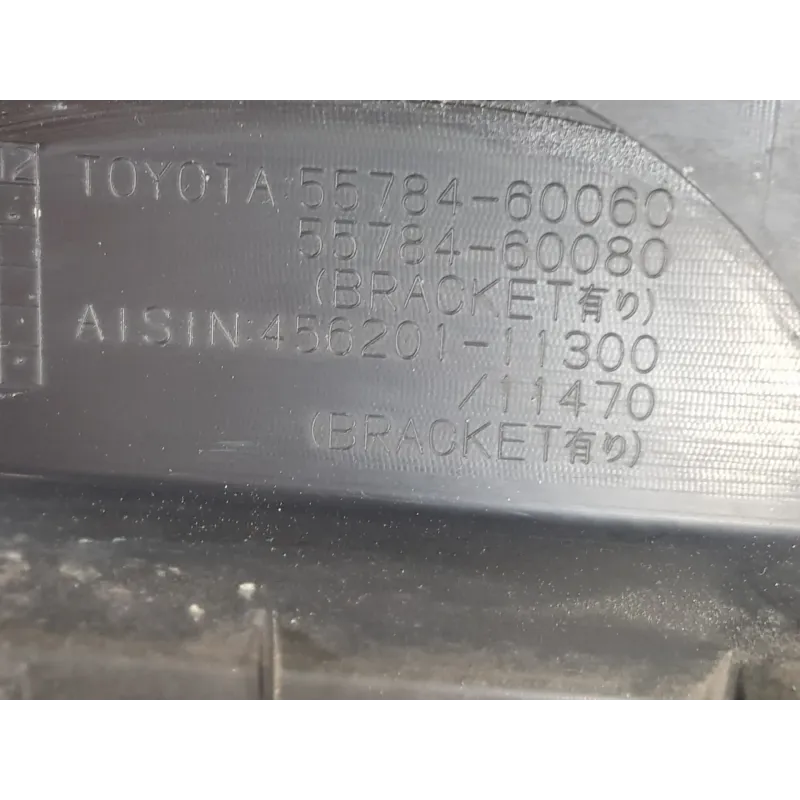 12
TOYOTA:55784-60060
55784-60080
(BRACKET有り)
AISIN:456201-11300
/11470
(BRACKET有り)